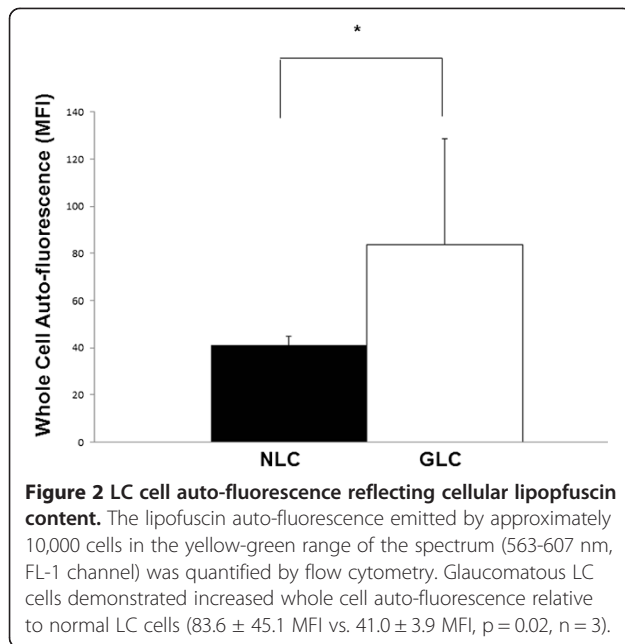 *
Whole Cell Auto-fluorescence (MFI)
140
120
100
80
60
40
20
0
NLC GLC
Figure 2 LC cell auto-fluorescence reflecting cellular lipopfuscin
content. The lipofuscin auto-fluorescence emitted by approximately
10,000 cells in the yellow-green range of the spectrum (563-607 nm,
FL-1 channel) was quantified by flow cytometry. Glaucomatous LC
cells demonstrated increased whole cell auto-fluorescence relative
to normal LC cells (83.6 ± 45.1 MFI vs. 41.0 ± 3.9 MFI, p = 0.02, n = 3).